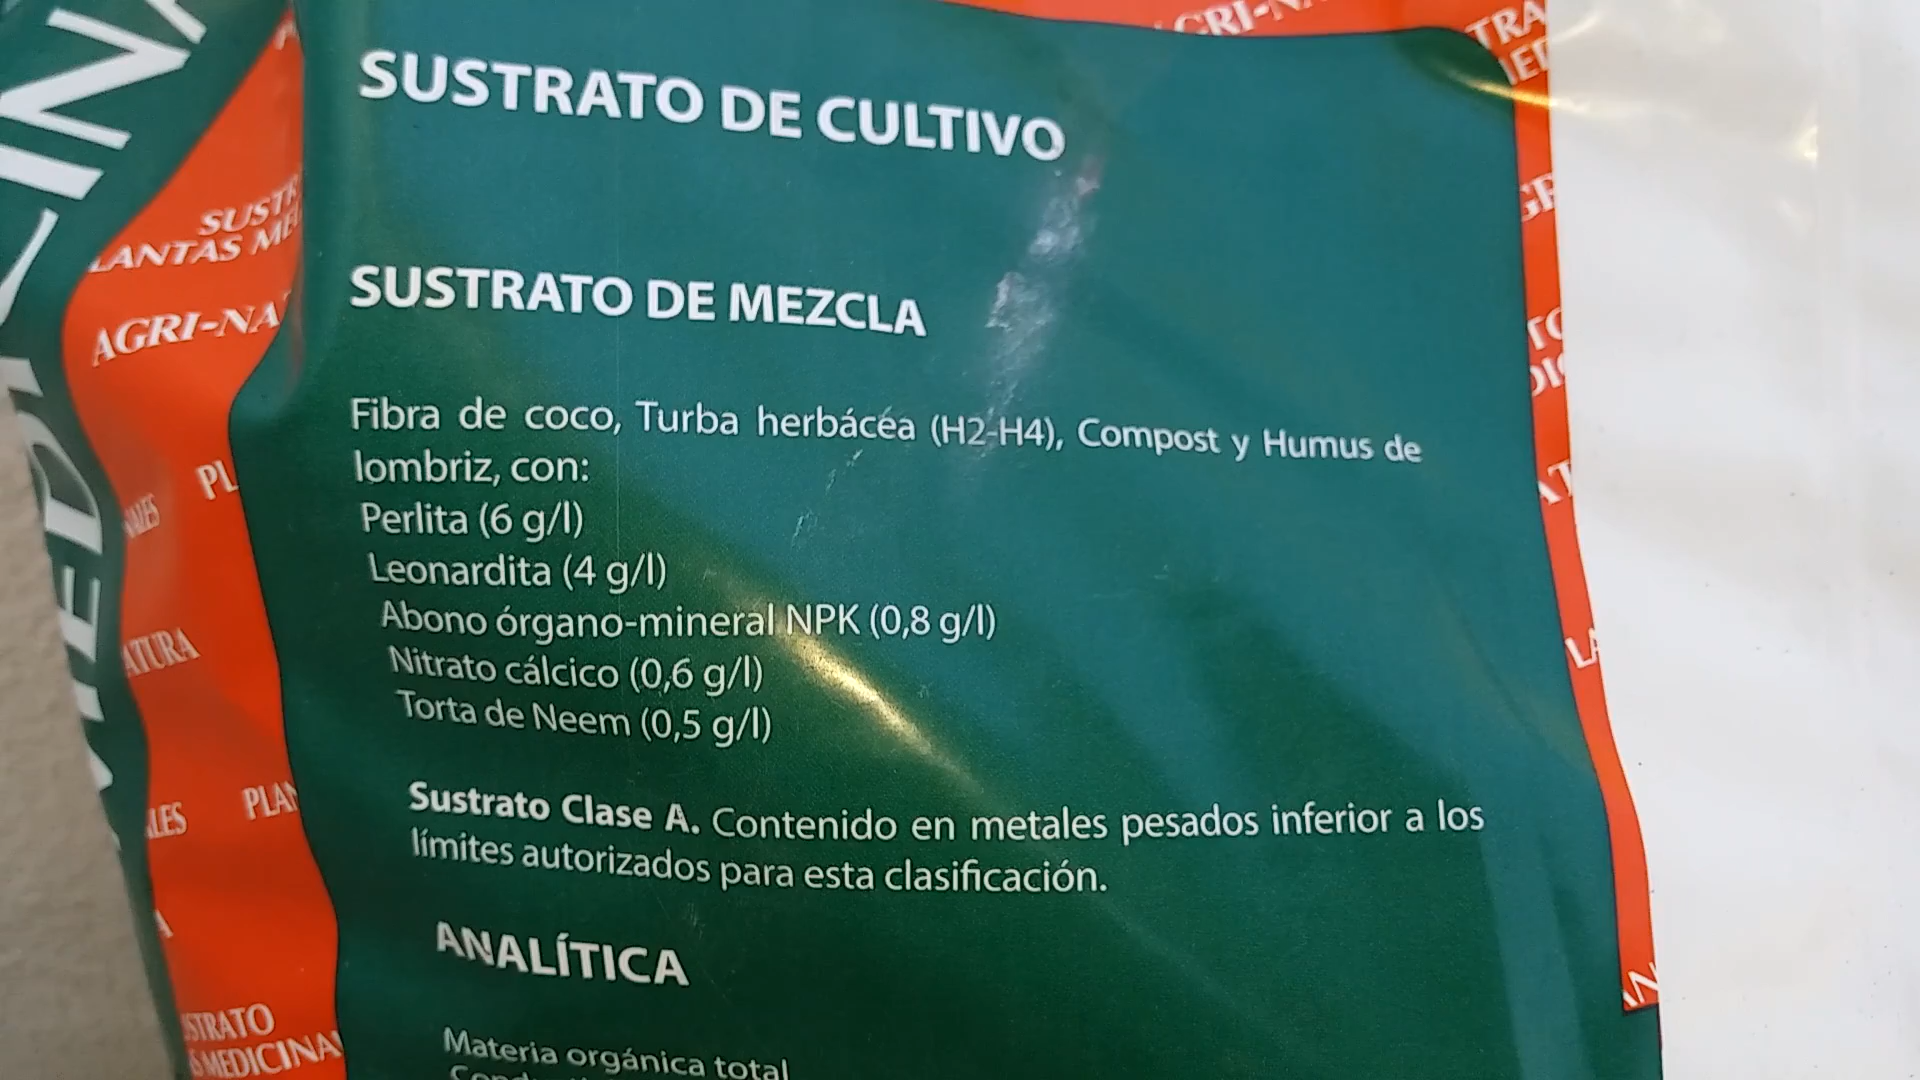 SUSTRATO DE CULTIVO
SUSTRATO DE MEZCLA
Fibra de coco, Turba herbácea (H2-H4), Compost y Humus de
lombriz, con:
Perlita (6 g/l)
Leonardita (4 g/l)
Abono órgano-mineral NPK (0,8 g/l)
Nitrato cálcico (0,6 g/l)
Torta de Neem (0,5 g/l)
Sustrato Clase A. Contenido en metales pesados inferior a los
límites autorizados para esta clasificación.
ANALÍTICA
Materia orgánica total
AGRI-NA